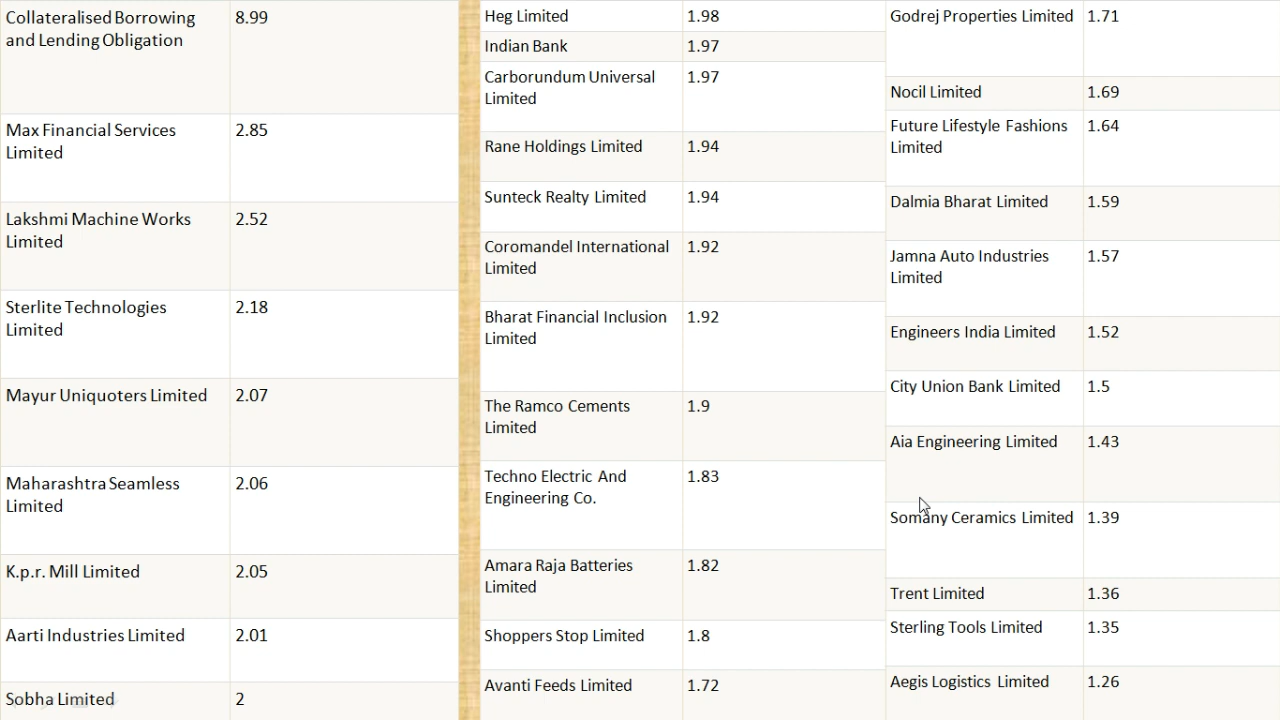 Collateralised Borrowing 8.99
and Lending Obligation
Max Financial Services 2.85
Limited
Lakshmi Machine Works 2.52
Limited
Sterlite Technologies 2.18
Limited
Mayur Uniquoters Limited 2.07
Maharashtra Seamless 2.06
Limited
K.p.r. Mill Limited 2.05
Aarti Industries Limited 2.01
Sobha Limited 2
Heg Limited 1.98
Indian Bank 1.97
Carborundum Universal 1.97
Limited
Rane Holdings Limited 1.94
Sunteck Realty Limited 1.94
Coromandel International 1.92
Limited
Bharat Financial Inclusion 1.92
Limited
The Ramco Cements 1.9
Limited
Techno Electric And 1.83
Engineering Co.
Amara Raja Batteries 1.82
Limited
Shoppers Stop Limited 1.8
Avanti Feeds Limited 1.72
Godrej Properties Limited 1.71
Nocil Limited 1.69
Future Lifestyle Fashions 1.64
Limited
Dalmia Bharat Limited 1.59
Jamna Auto Industries 1.57
Limited
Engineers India Limited 1.52
City Union Bank Limited 1.5
Aia Engineering Limited 1.43
Somany Ceramics Limited 1.39
Trent Limited 1.36
Sterling Tools Limited 1.35
Aegis Logistics Limited 1.26